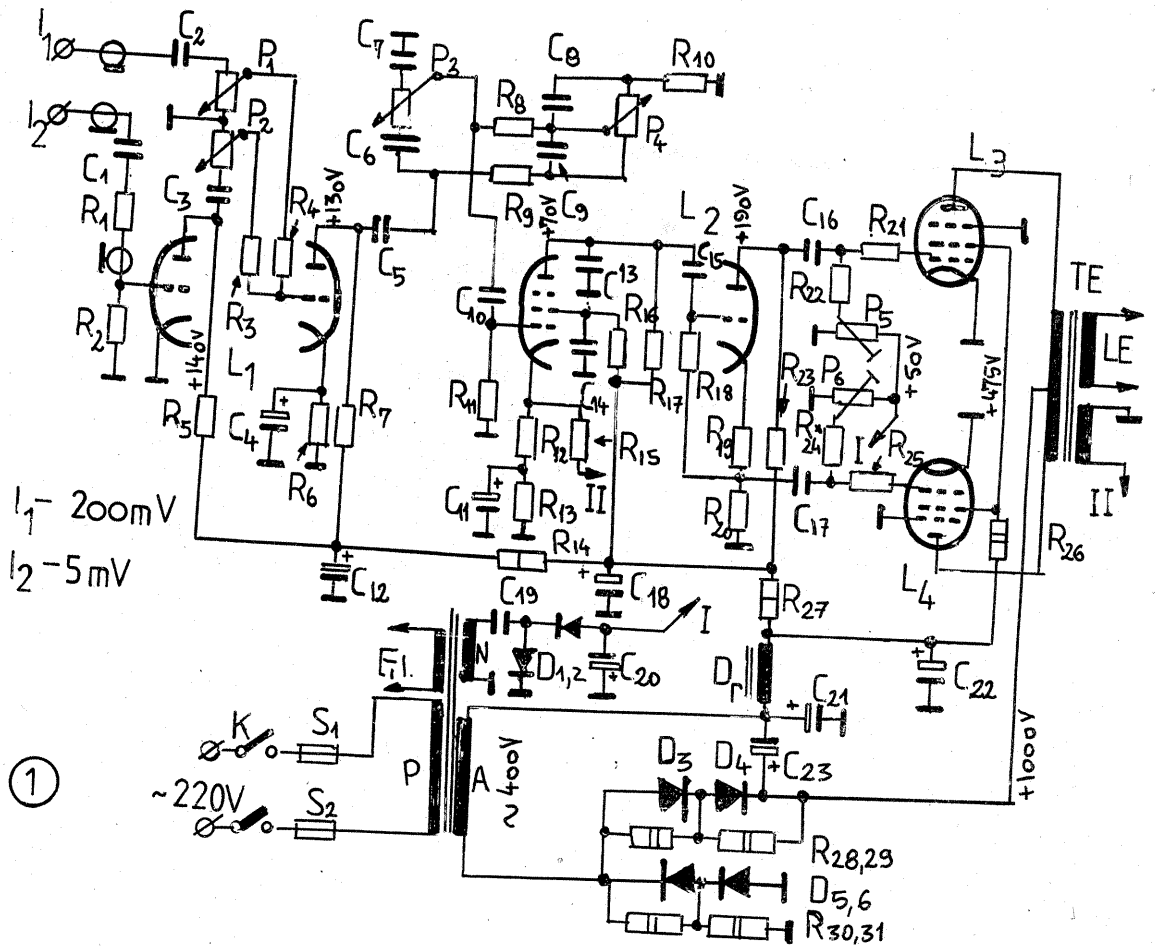 I1
C2
P1
I2
P2
C1
R1
C3
R2
+140V
R3
R4
+130V
L1
R5
C4
R6
R7
C5
C7
P3
C6
C8
R10
R8
P4
R9
C9
+70V
C10
C13
R16
L2
C15
+190V
R11
C14
R17
R18
R12
R15
II
C11
R13
R14
R19
R20
R23
C16
R21
R22
P5
P6
+50V
R*24
I
R25
C17
L3
L4
+475V
TE
LE
II
R26
I1 - 200mV
I2 - 5mV
C12
C18
C19
I
R27
E.I.
N
D1,2
C20
Dr
C21
C22
C23
K
S1
~220V
S2
P
A
~400V
D3
D4
+1000V
R28,29
D5,6
R30,31
1